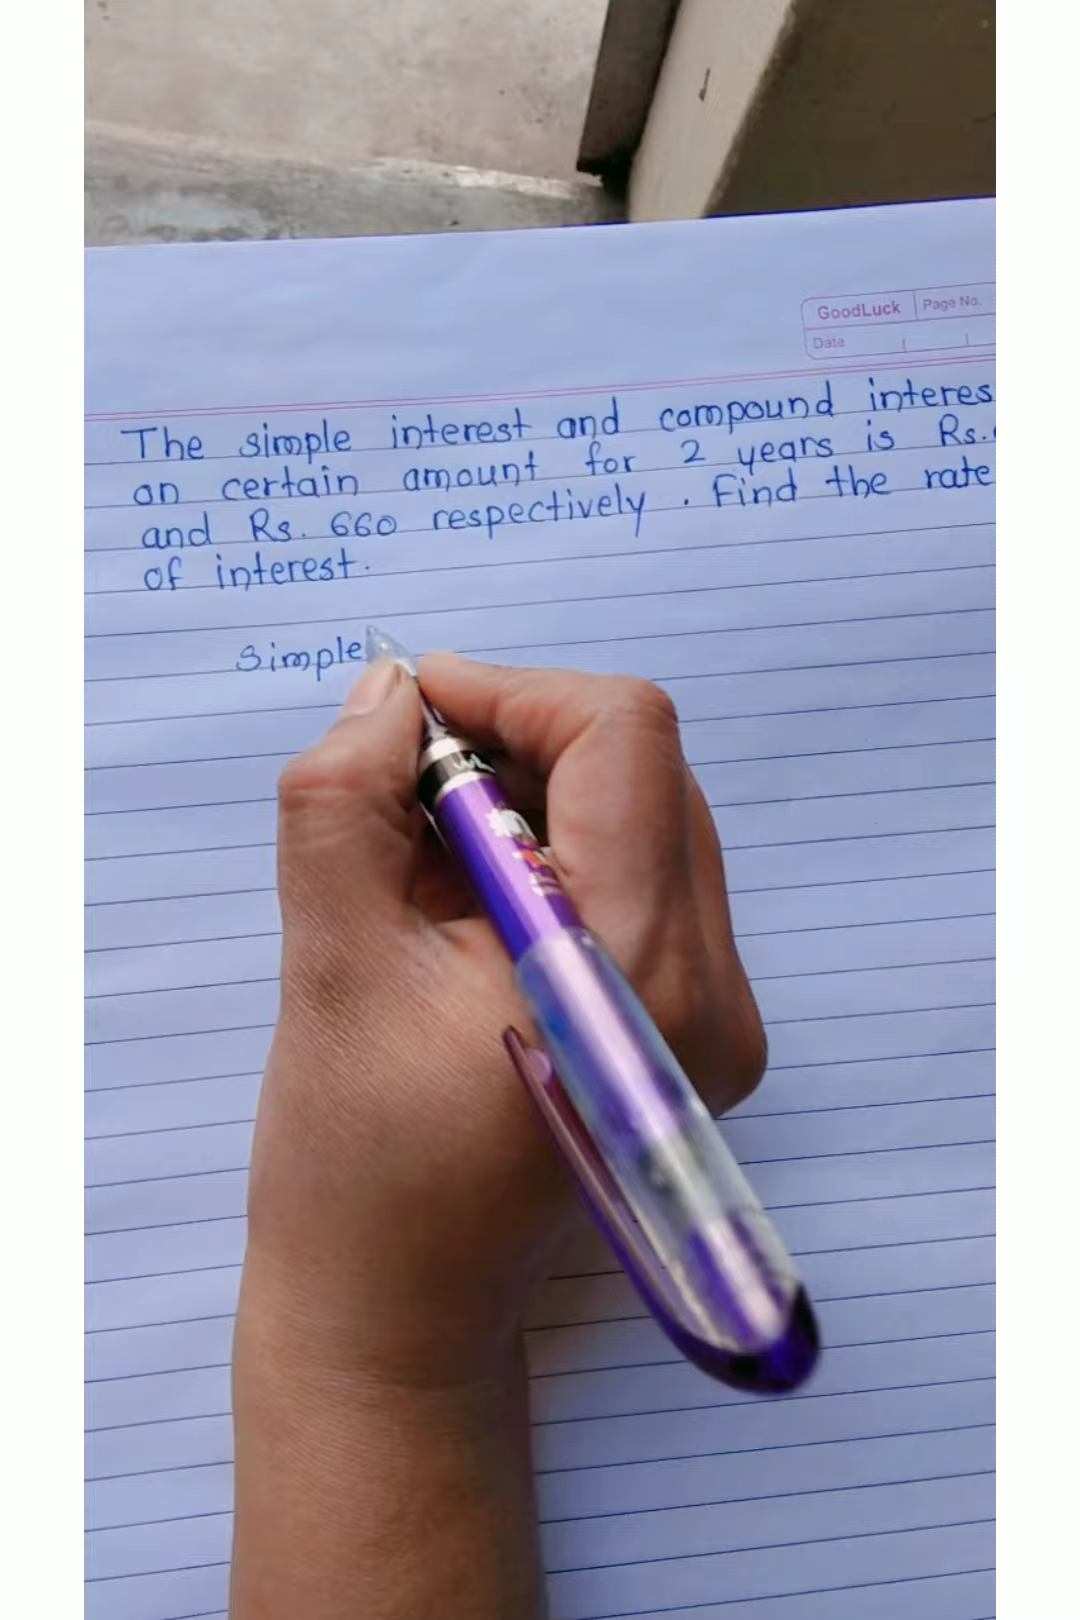 GoodLuck Page No.
Date
The simple interest and compound interes
on certain amount for 2 years is Rs.
and Rs. 660 respectively. Find the rate
of interest.
simple